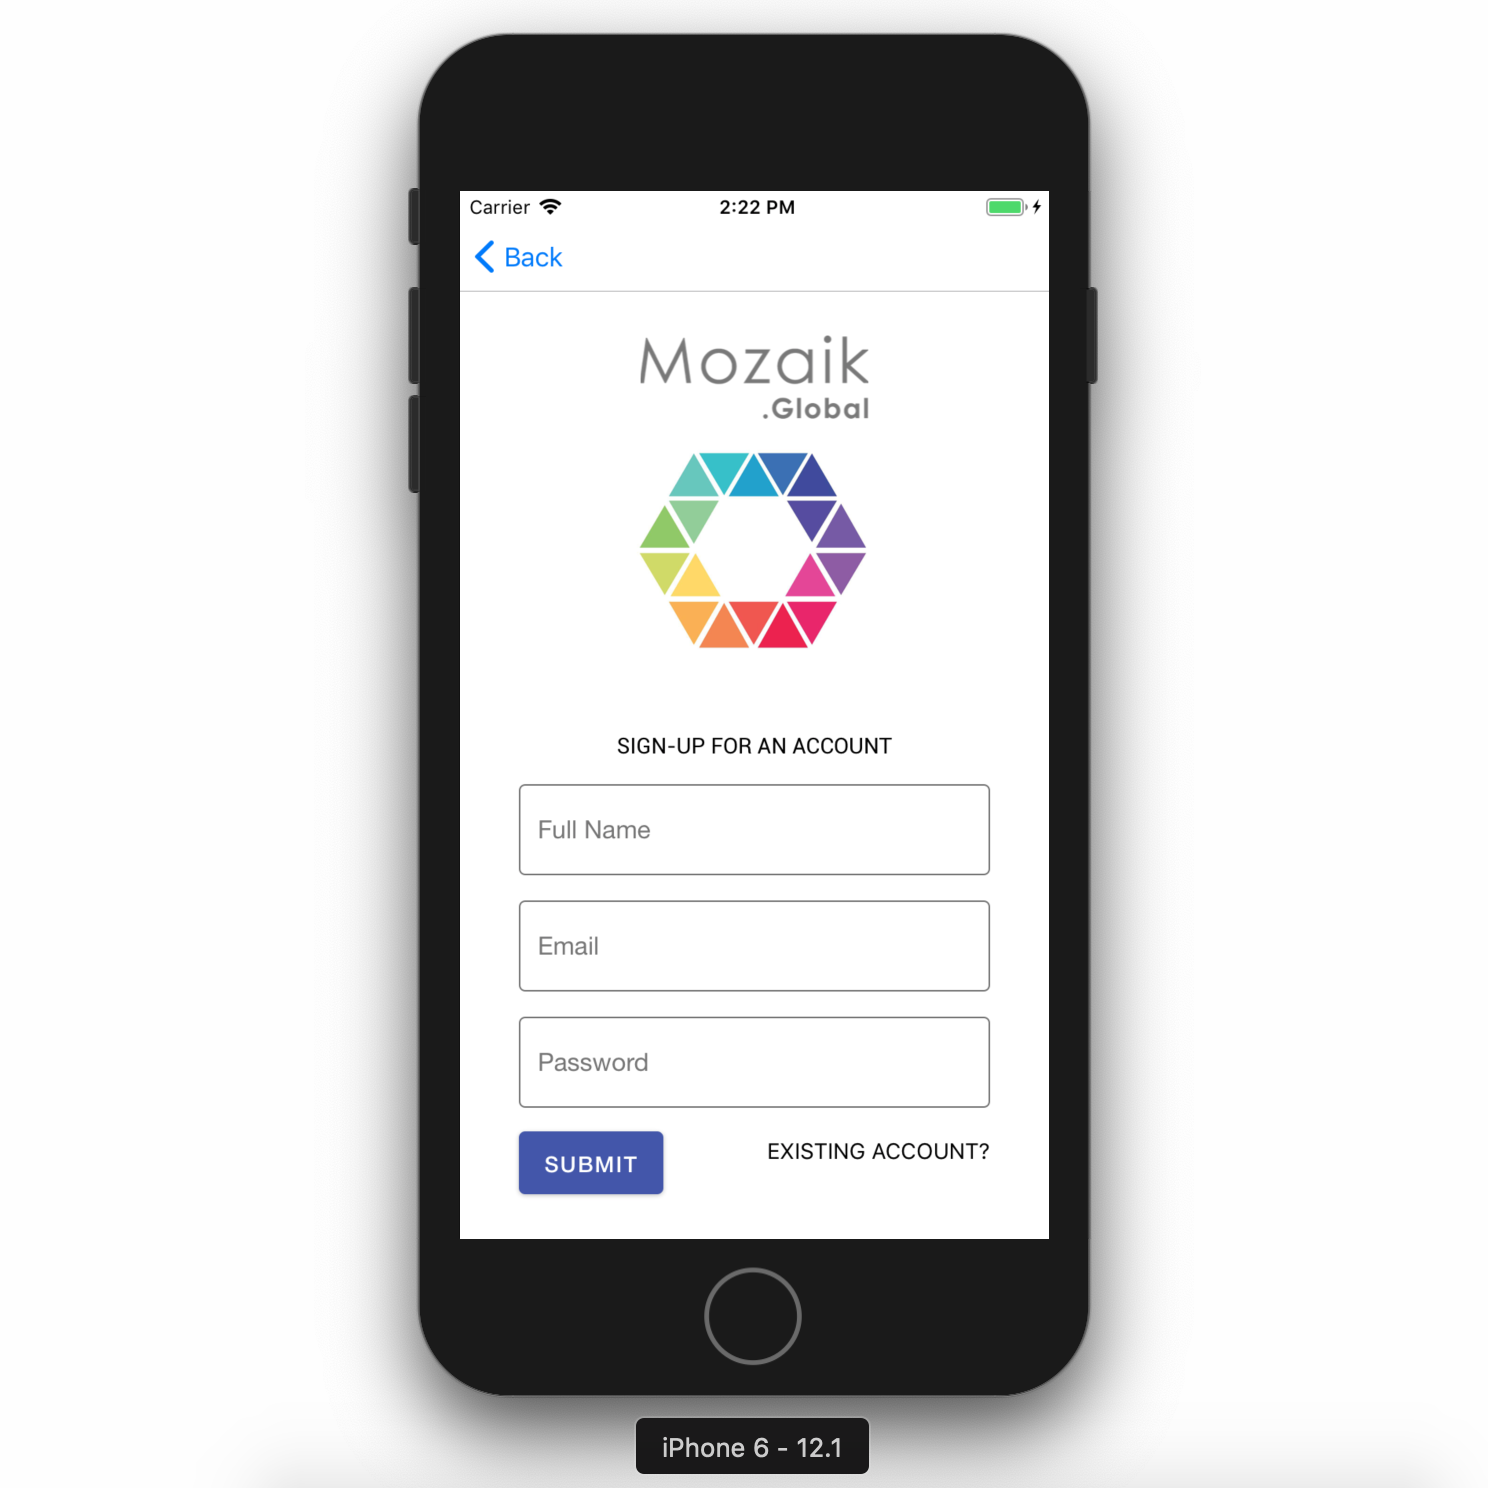 Carrier 2:22 PM
Back
Mozaik
.Global
SIGN-UP FOR AN ACCOUNT
Full Name
Email
Password
SUBMIT EXISTING ACCOUNT?
iPhone 6 - 12.1